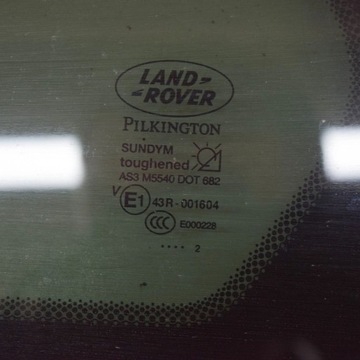 LAND-
-ROVER
PILKINGTON
SUNDYM
toughened
AS3 M5540 DOT 682
V E1 43R-001604
CCC E000228
.... 2